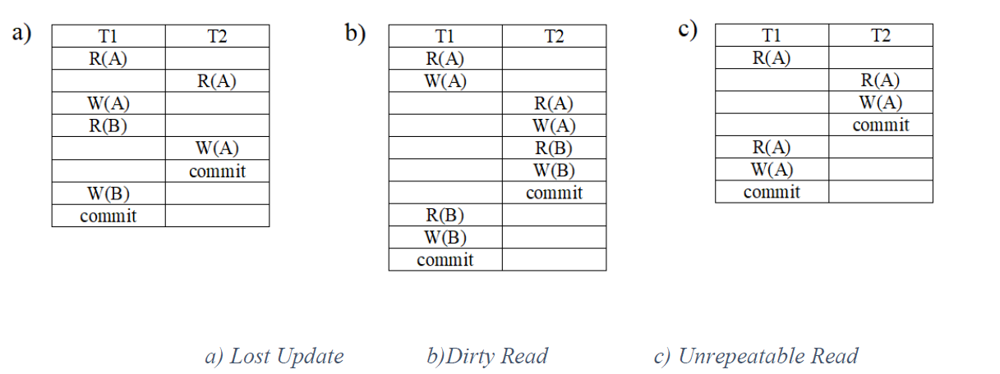 a)
T1 T2
R(A)
R(A)
W(A)
R(B)
W(A)
commit
W(B)
commit
b)
T1 T2
R(A)
W(A)
R(A)
W(A)
R(B)
W(B)
commit
R(B)
W(B)
commit
c)
T1 T2
R(A)
R(A)
W(A)
commit
R(A)
W(A)
commit
a) Lost Update b)Dirty Read c) Unrepeatable Read